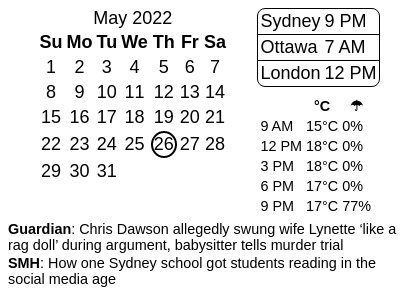 May 2022
Su Mo Tu We Th Fr Sa
1 2 3 4 5 6 7
8 9 10 11 12 13 14
15 16 17 18 19 20 21
22 23 24 25 26 27 28
29 30 31
Sydney 9 PM
Ottawa 7 AM
London 12 PM
°C ☂
9 AM 15°C 0%
12 PM 18°C 0%
3 PM 18°C 0%
6 PM 17°C 0%
9 PM 17°C 77%
Guardian: Chris Dawson allegedly swung wife Lynette ‘like a
rag doll’ during argument, babysitter tells murder trial
SMH: How one Sydney school got students reading in the
social media age